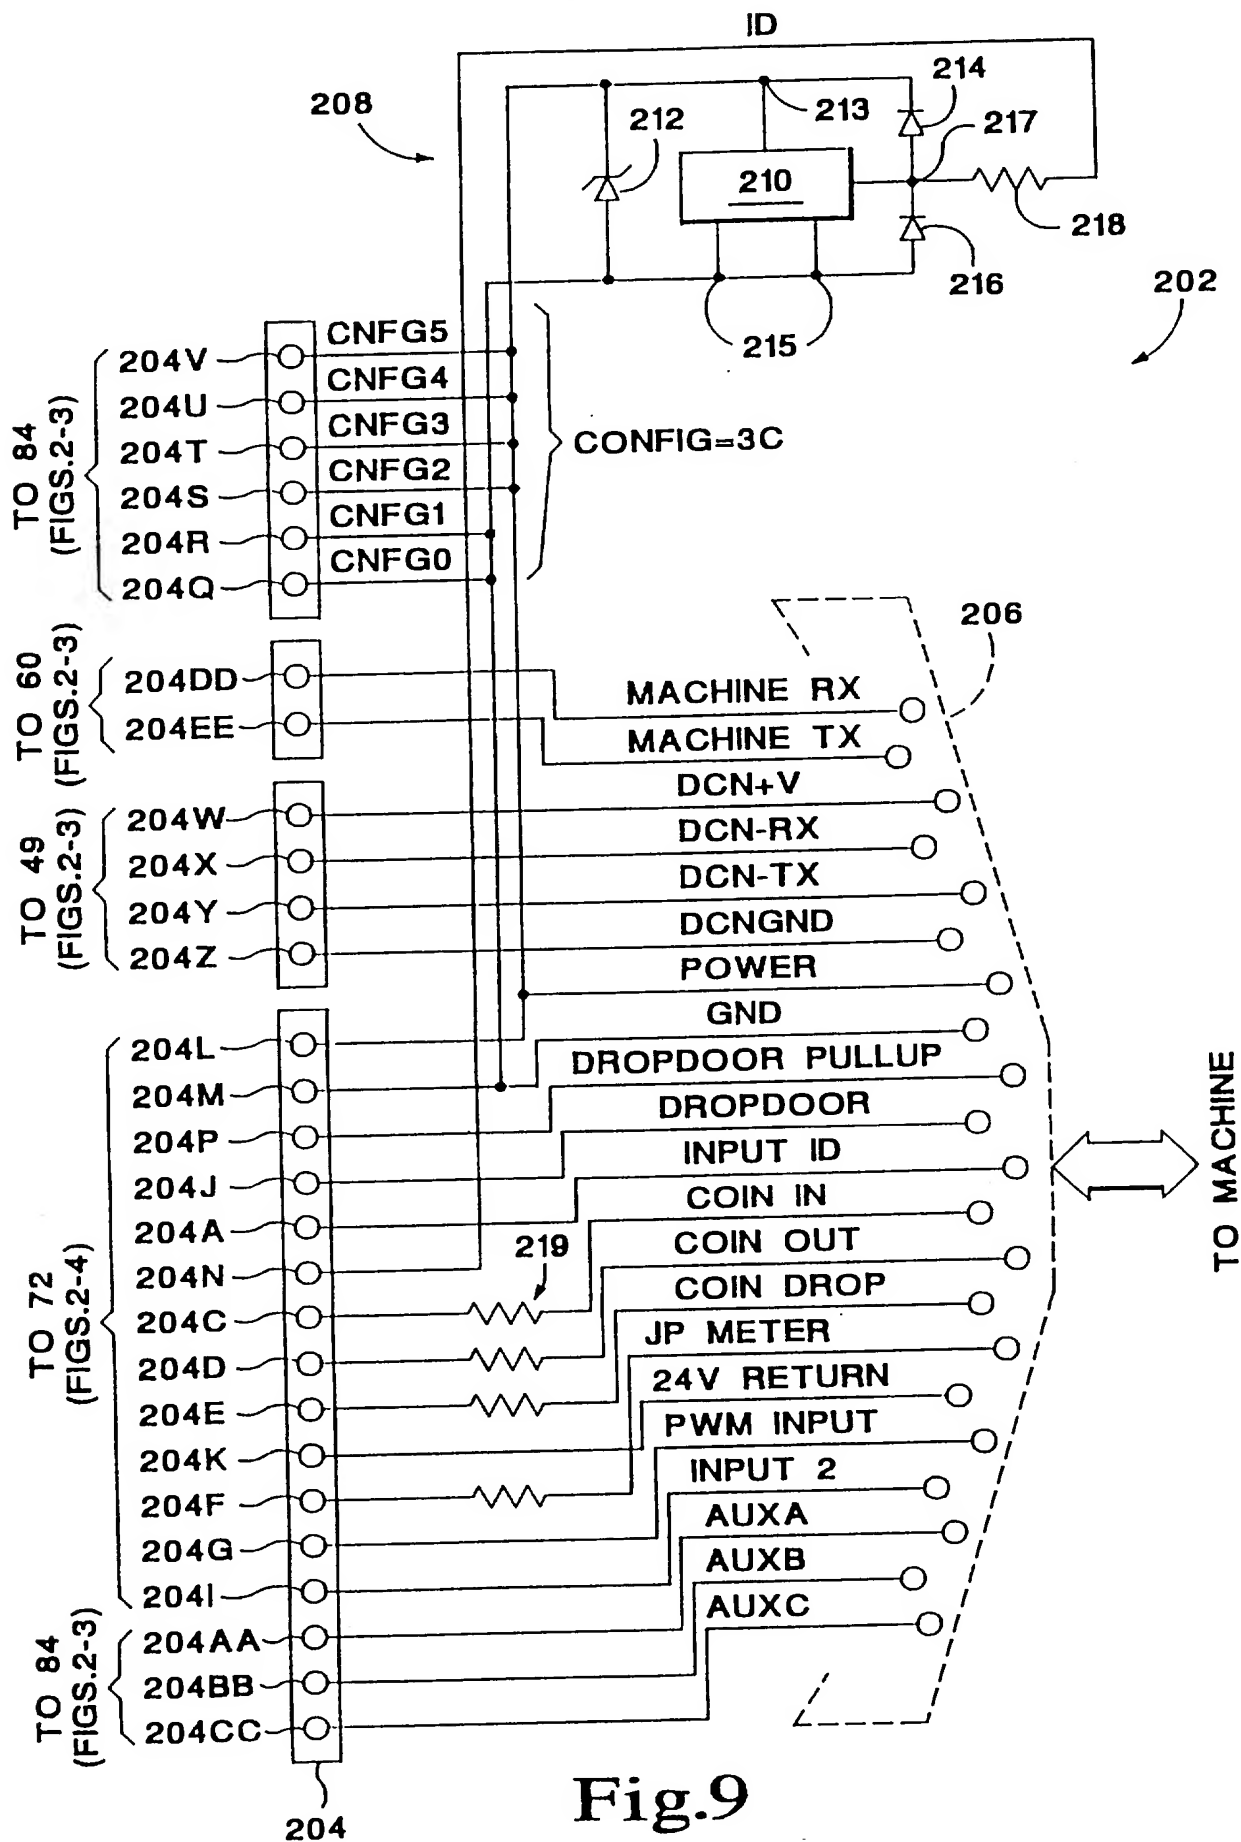 ID
208
212
213
214
217
210
218
216
202
215
CNFG5
204V
CNFG4
204U
CNFG3
204T
CNFG2
204S
CNFG1
204R
CNFG0
204Q
CONFIG=3C
TO 84
(FIGS.2-3)
206
204DD
MACHINE RX
204EE
MACHINE TX
TO 60
(FIGS.2-3)
204W
DCN+V
204X
DCN-RX
204Y
DCN-TX
204Z
DCNGND
TO 49
(FIGS.2-3)
POWER
204L
GND
204M
DROPDOOR PULLUP
204P
DROPDOOR
204J
INPUT ID
204A
COIN IN
204N
219
COIN OUT
204C
COIN DROP
204D
JP METER
204E
24V RETURN
204K
PWM INPUT
204F
INPUT 2
204G
AUXA
204I
AUXB
204AA
AUXC
204BB
204CC
TO 72
(FIGS.2-4)
TO 84
(FIGS.2-3)
TO MACHINE
204
Fig.9